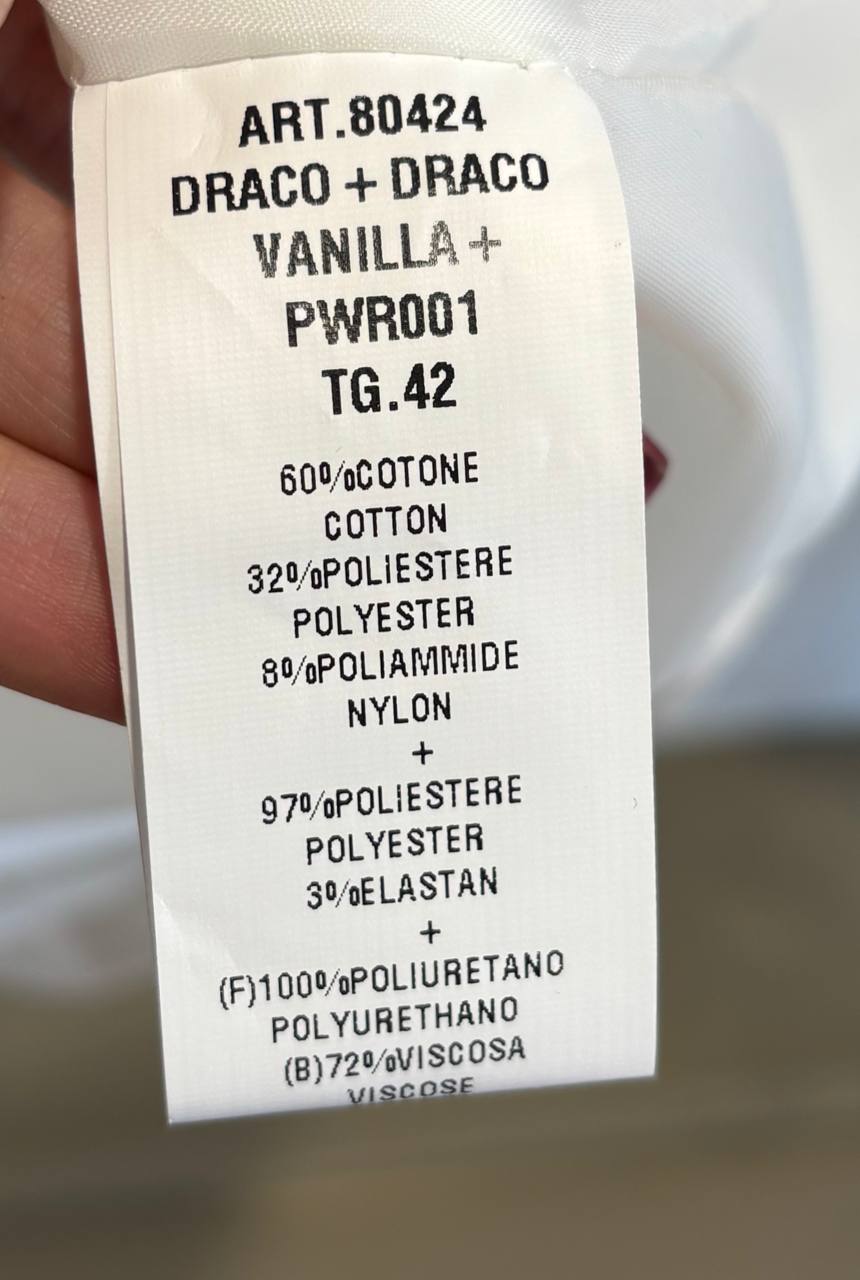 ART.80424
DRACO + DRACO
VANILLA +
PWR001
TG.42
60%COTONE
COTTON
32%POLIESTERE
POLYESTER
8%POLIAMMIDE
NYLON
+
97%POLIESTERE
POLYESTER
3%ELASTAN
+
(F)100%POLIURETANO
POLYURETHANO
(B)72%VISCOSA
VISCOSE